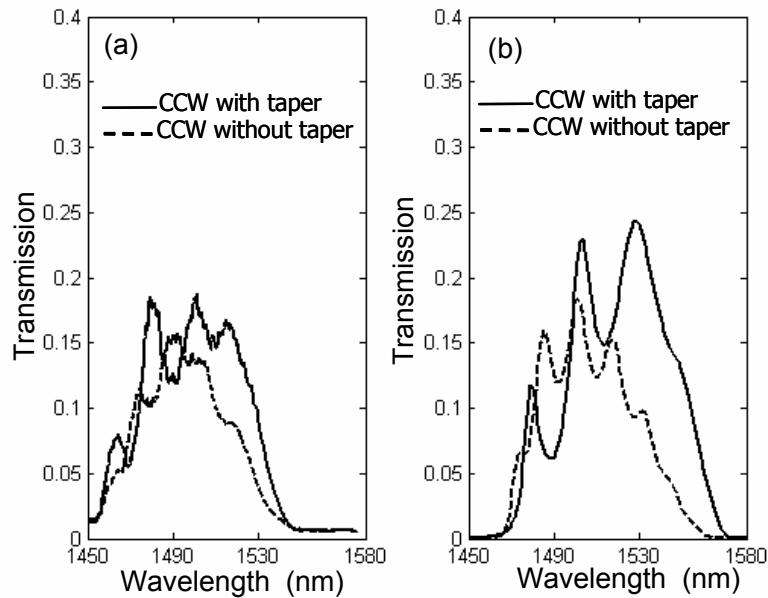 0.4
(a)
0.35
CCW with taper
0.3
CCW without taper
0.25
0.2
0.15
0.1
0.05
0
Transmission
1450 1490 1530 1580
Wavelength (nm)
0.4
(b)
0.35
CCW with taper
0.3
CCW without taper
0.25
0.2
0.15
0.1
0.05
0
Transmission
1450 1490 1530 1580
Wavelength (nm)